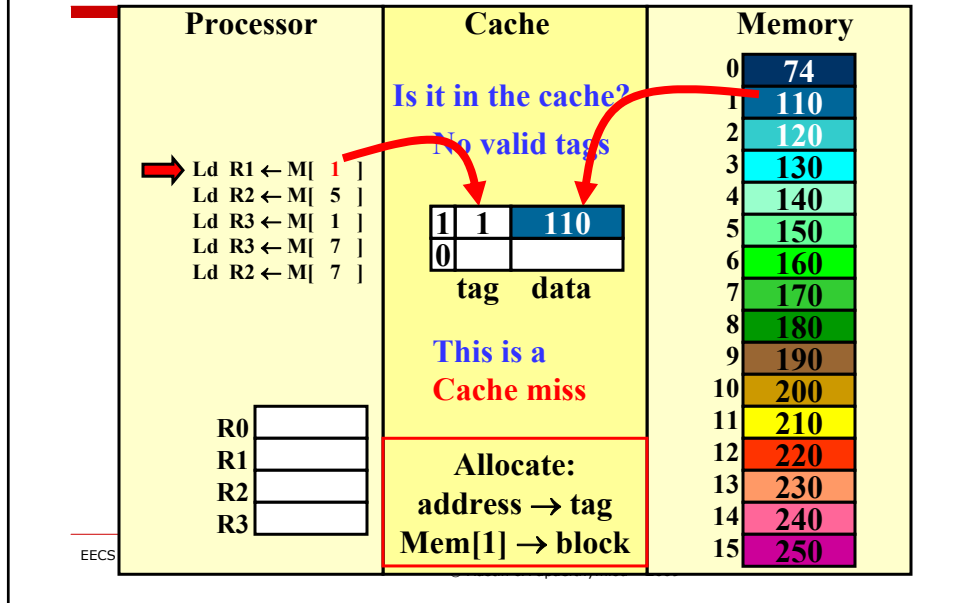 Processor
Cache
Memory
Is it in the cache?
No valid tags
Ld R1 ← M[ 1 ]
Ld R2 ← M[ 5 ]
Ld R3 ← M[ 1 ]
Ld R3 ← M[ 7 ]
Ld R2 ← M[ 7 ]
1 1 110
0
tag data
This is a
Cache miss
R0
R1
R2
R3
Allocate:
address → tag
Mem[1] → block
0 74
1 110
2 120
3 130
4 140
5 150
6 160
7 170
8 180
9 190
10 200
11 210
12 220
13 230
14 240
15 250
EECS